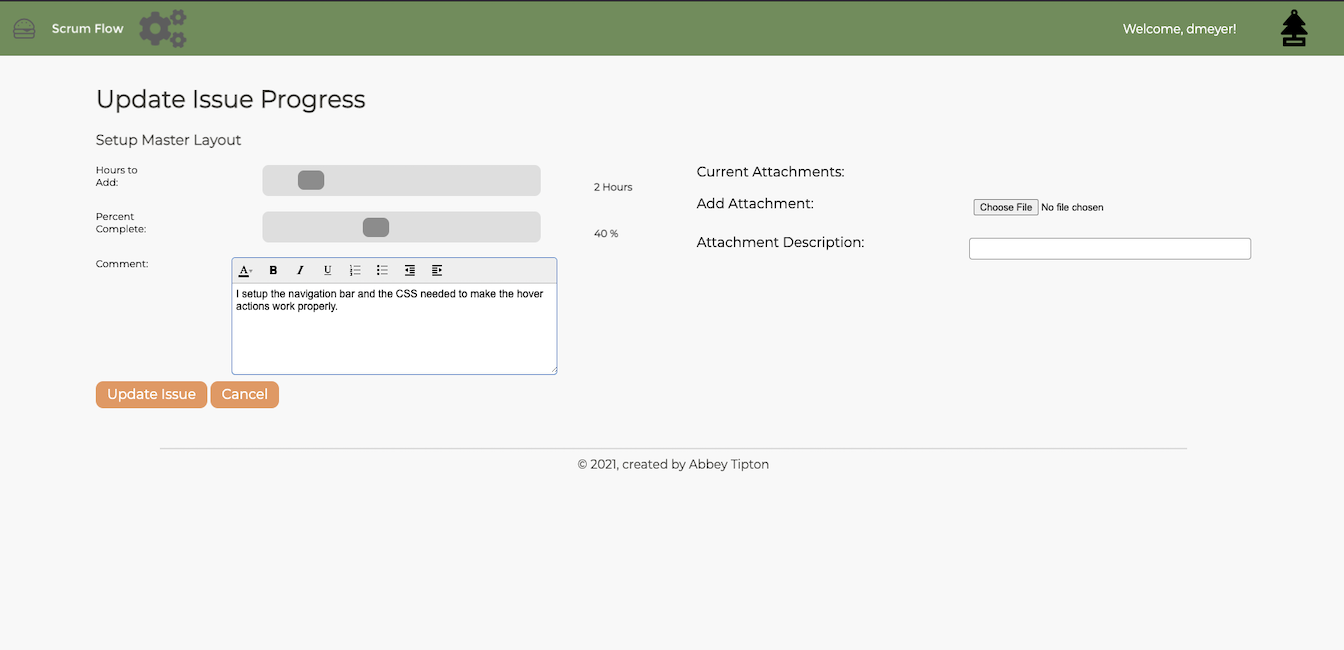 Scrum Flow
Welcome, dmeyer!
Update Issue Progress
Setup Master Layout
Hours to
Add:
2 Hours
Percent
Complete:
40 %
Comment:
A B I U
I setup the navigation bar and the CSS needed to make the hover
actions work properly.
Current Attachments:
Add Attachment:
Choose File No file chosen
Attachment Description:
Update Issue Cancel
© 2021, created by Abbey Tipton